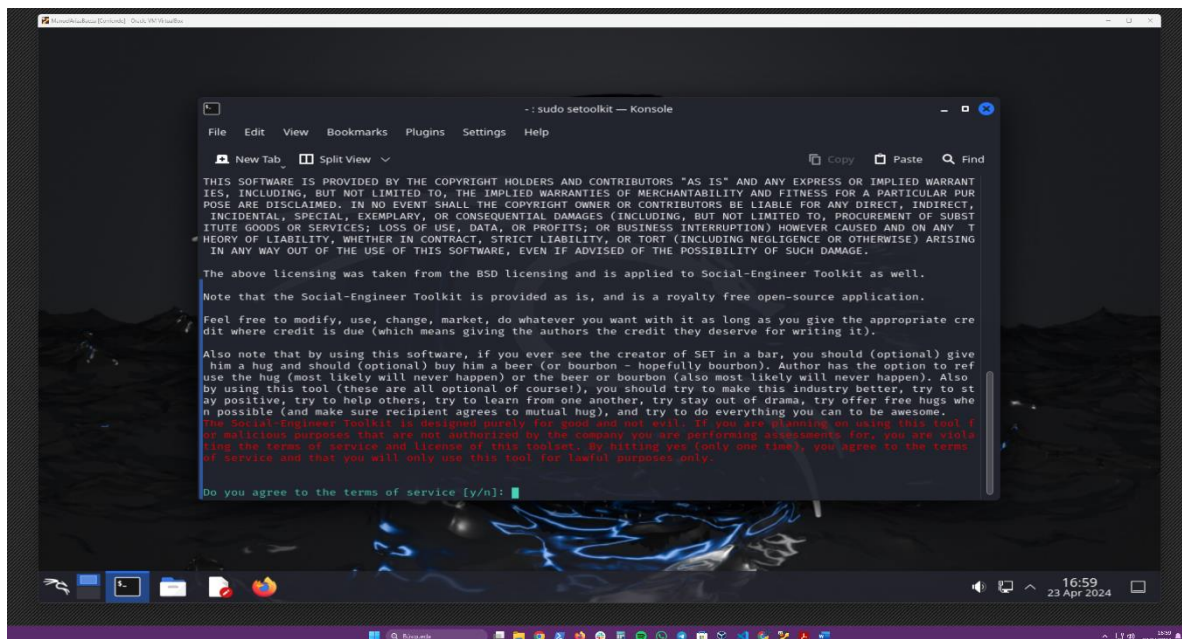 [Corriendo] - Oracle VM VirtualBox
- : sudo setoolkit — Konsole
File Edit View Bookmarks Plugins Settings Help
New Tab Split View Copy Paste Find
THIS SOFTWARE IS PROVIDED BY THE COPYRIGHT HOLDERS AND CONTRIBUTORS "AS IS" AND ANY EXPRESS OR IMPLIED WARRANT
IES, INCLUDING, BUT NOT LIMITED TO, THE IMPLIED WARRANTIES OF MERCHANTABILITY AND FITNESS FOR A PARTICULAR PUR
POSE ARE DISCLAIMED. IN NO EVENT SHALL THE COPYRIGHT OWNER OR CONTRIBUTORS BE LIABLE FOR ANY DIRECT, INDIRECT,
INCIDENTAL, SPECIAL, EXEMPLARY, OR CONSEQUENTIAL DAMAGES (INCLUDING, BUT NOT LIMITED TO, PROCUREMENT OF SUBST
ITUTE GOODS OR SERVICES; LOSS OF USE, DATA, OR PROFITS; OR BUSINESS INTERRUPTION) HOWEVER CAUSED AND ON ANY T
HEORY OF LIABILITY, WHETHER IN CONTRACT, STRICT LIABILITY, OR TORT (INCLUDING NEGLIGENCE OR OTHERWISE) ARISING
IN ANY WAY OUT OF THE USE OF THIS SOFTWARE, EVEN IF ADVISED OF THE POSSIBILITY OF SUCH DAMAGE.
The above licensing was taken from the BSD licensing and is applied to Social-Engineer Toolkit as well.
Note that the Social-Engineer Toolkit is provided as is, and is a royalty free open-source application.
Feel free to modify, use, change, market, do whatever you want with it as long as you give the appropriate cre
dit where credit is due (which means giving the authors the credit they deserve for writing it).
Also note that by using this software, if you ever see the creator of SET in a bar, you should (optional) give
him a hug and should (optional) buy him a beer (or bourbon - hopefully bourbon). Author has the option to ref
use the hug (most likely will never happen) or the beer or bourbon (also most likely will never happen). Also
by using this tool (these are all optional of course!), you should try to make this industry better, try to st
ay positive, try to help others, try to learn from one another, try stay out of drama, try offer free hugs whe
n possible (and make sure recipient agrees to mutual hug), and try to do everything you can to be awesome.
The Social-Engineer Toolkit is designed purely for good and not evil. If you are planning on using this tool f
or malicious purposes that are not authorized by the company you are performing assessments for, you are viola
ting the terms of service and license of this toolset. By hitting yes (only one time), you agree to the terms
of service and that you will only use this tool for lawful purposes only.
Do you agree to the terms of service [y/n]:
16:59
23 Apr 2024
Búsqueda